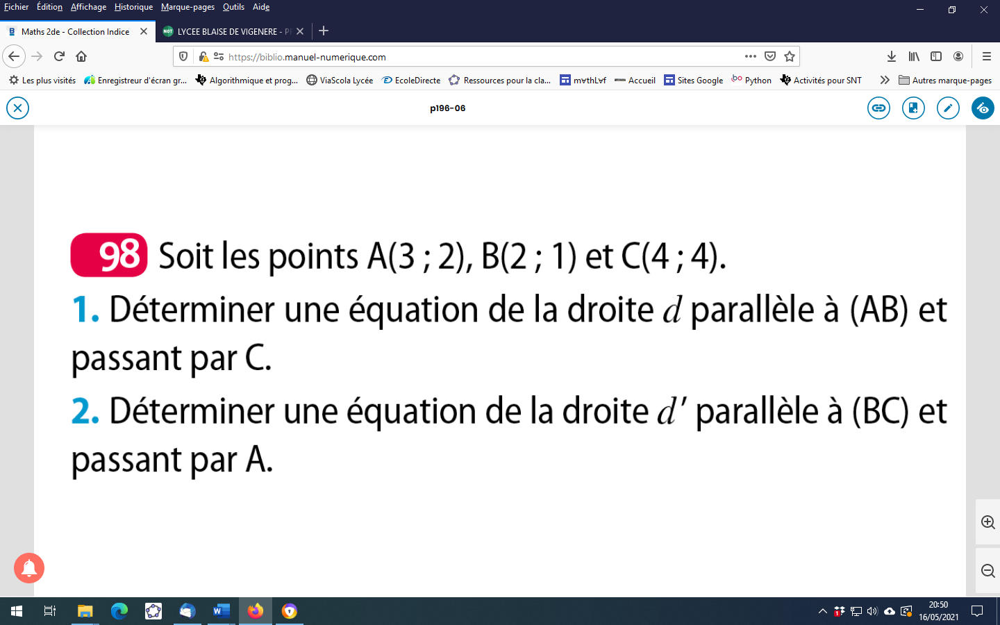 Fichier Édition Affichage Historique Marque-pages Outils Aide
Maths 2de - Collection Indice
LYCEE BLAISE DE VIGENERE - P
https://biblio.manuel-numerique.com
Les plus visités Enregistreur d'écran gr... Algorithmique et prog... ViaScola Lycée EcoleDirecte Ressources pour la cla... m∀thL∀f Accueil Sites Google Python Activités pour SNT Autres marque-pages
p196-06
98 Soit les points A(3 ; 2), B(2 ; 1) et C(4 ; 4).
1. Déterminer une équation de la droite d parallèle à (AB) et
passant par C.
2. Déterminer une équation de la droite d′ parallèle à (BC) et
passant par A.
20:50
16/05/2021